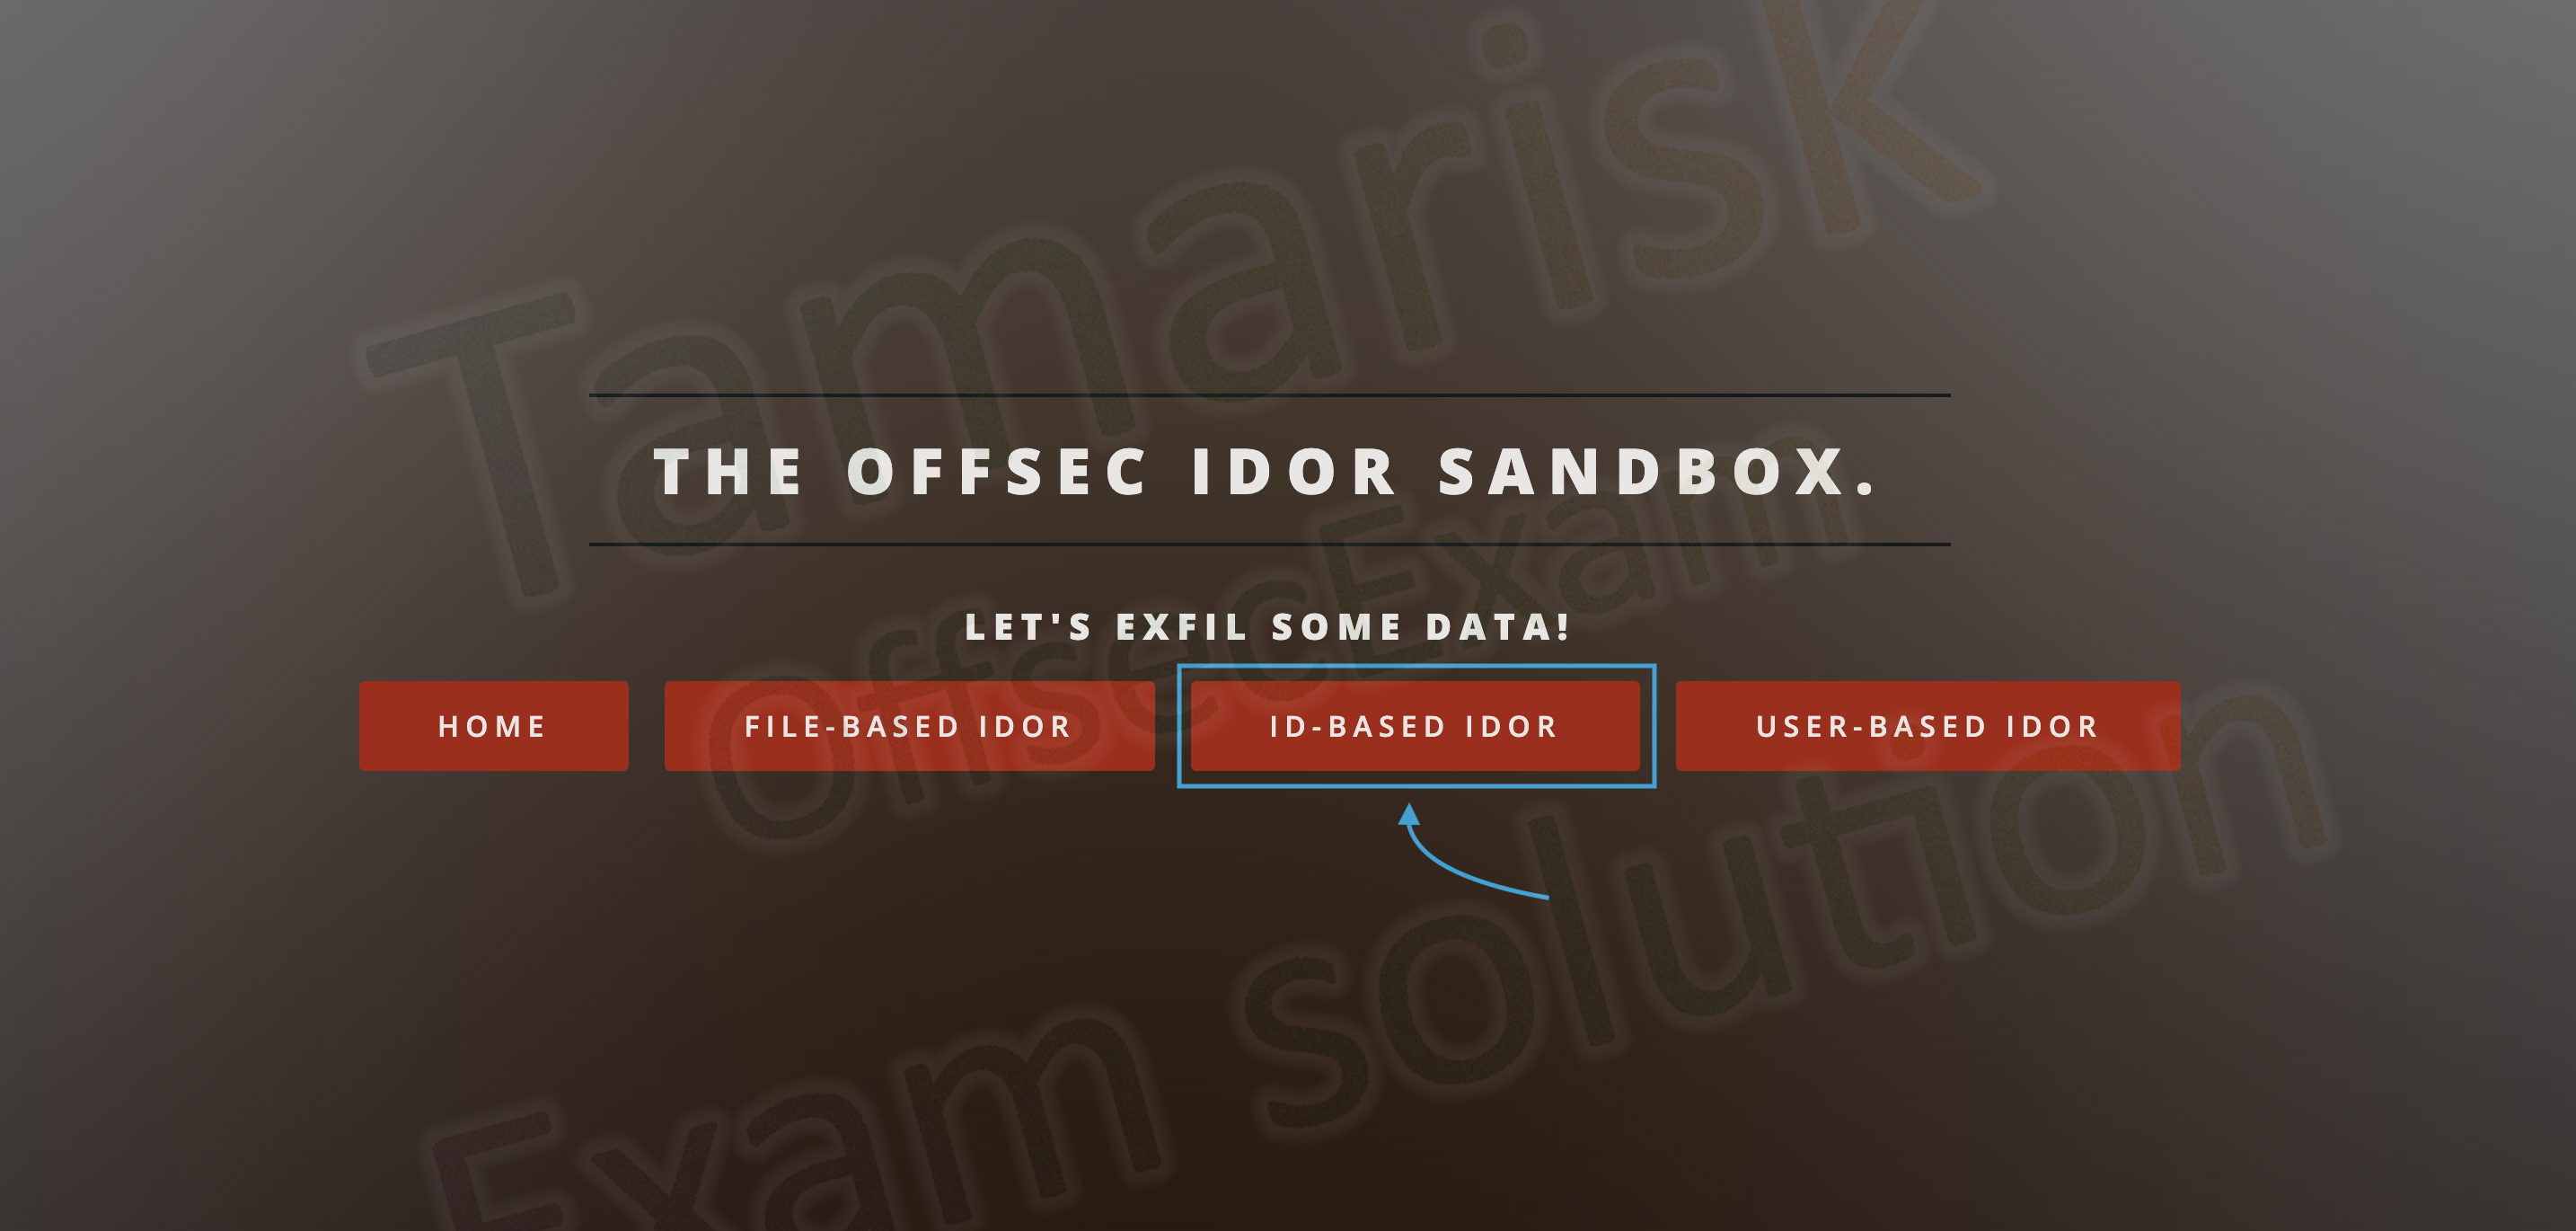 Tamarisk
THE OFFSEC IDOR SANDBOX.
OffsecExam
LET'S EXFIL SOME DATA!
HOME
FILE-BASED IDOR
ID-BASED IDOR
USER-BASED IDOR
Exam solution